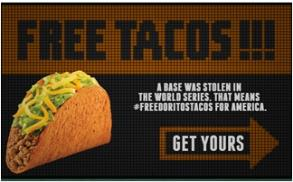 FREE TACOS!!!
A BASE WAS STOLEN IN
THE WORLD SERIES. THAT MEANS
#FREEDORITOSTACOS FOR AMERICA.
GET YOURS